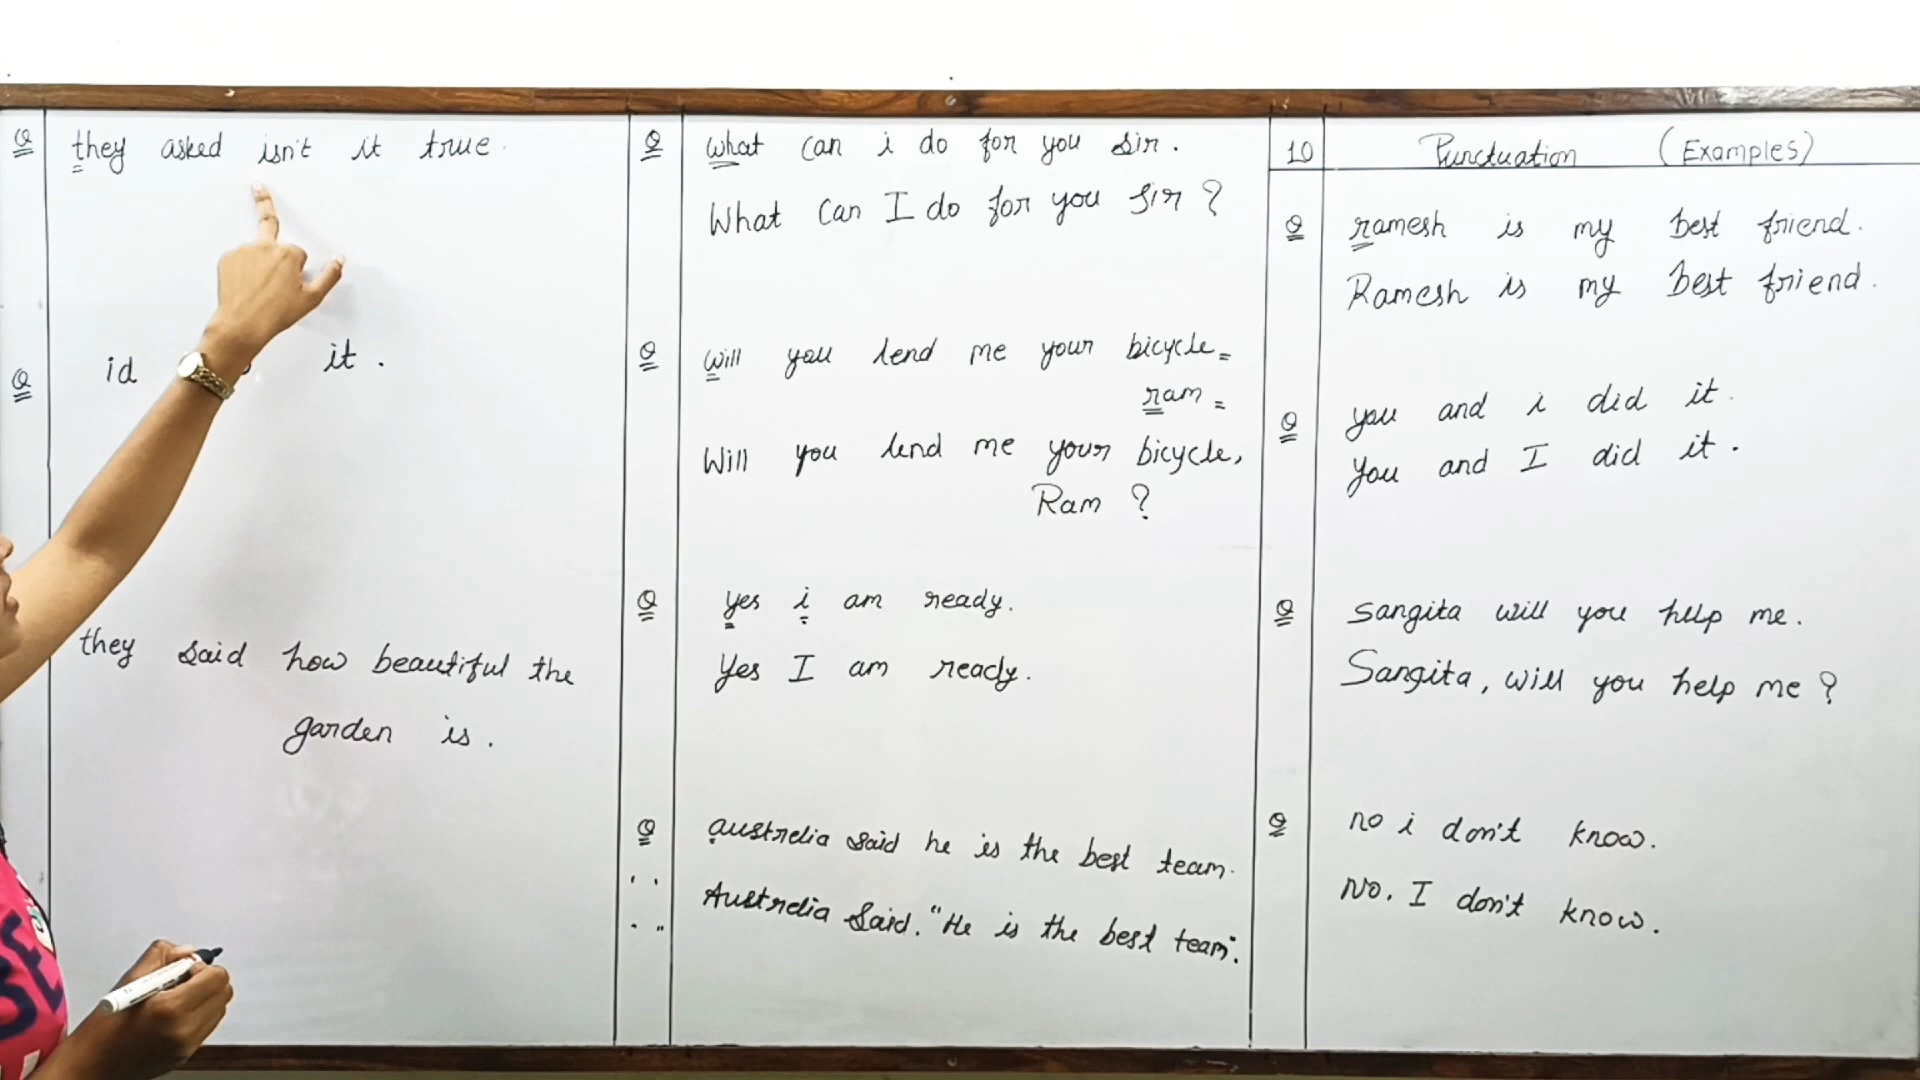 Q they asked isn't it true.
Q id it.
they said how beautiful the
garden is.
Q what can i do for you sir.
What can I do for you sir?
Q will you lend me your bicycle
ram
Will you lend me your bicycle,
Ram?
Q yes i am ready.
Yes I am ready.
Q australia said he is the best team.
Australia said. "He is the best team".
10 Punctuation (Examples)
Q ramesh is my best friend.
Ramesh is my best friend.
Q you and i did it.
You and I did it.
Q sangita will you help me.
Sangita, will you help me?
Q no i don't know.
No. I don't know.